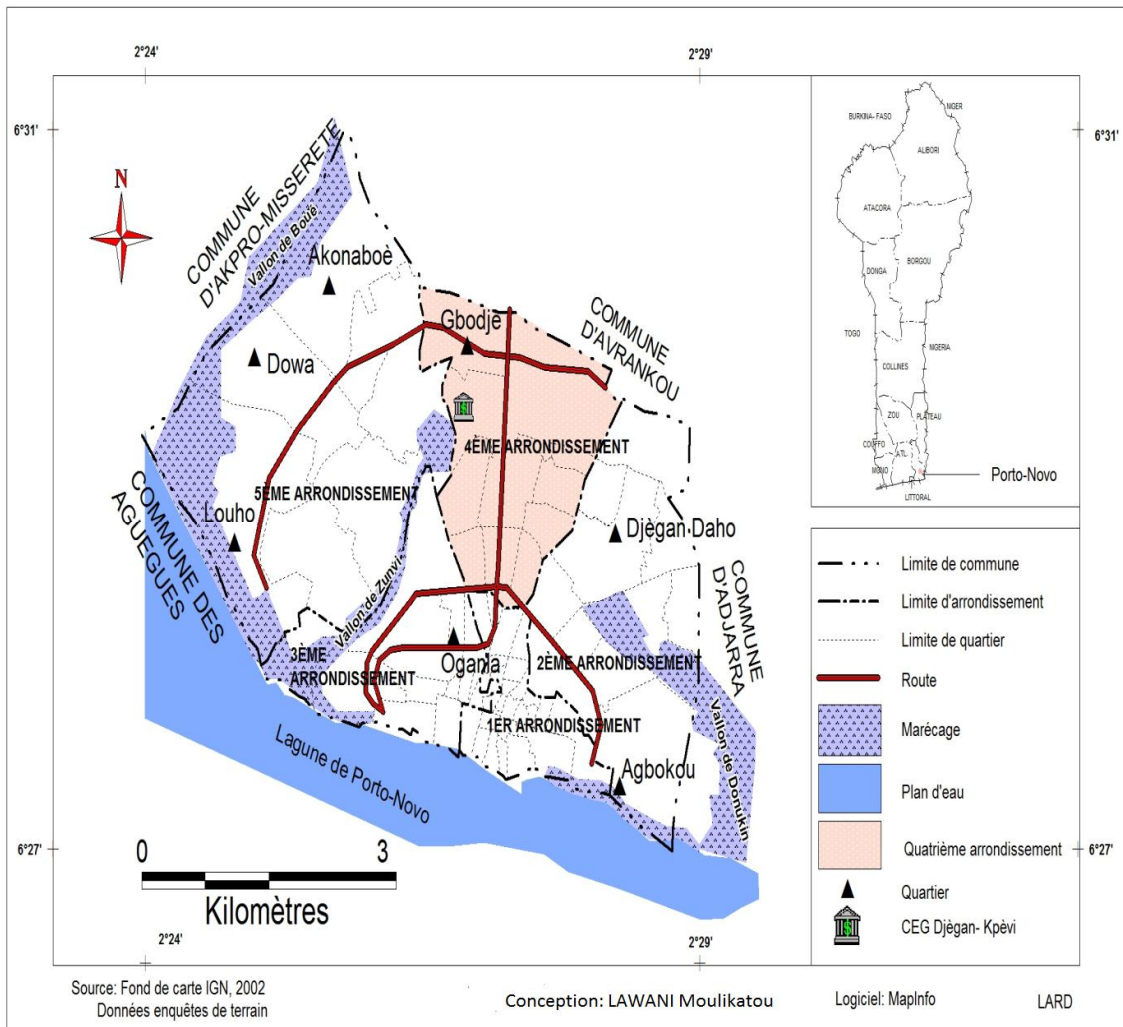 2°24'
2°29'
6°31'
6°31'
N
COMMUNE
D'AKPRO-MISSERETE
Vallon de Boué
Akonaboè
Gbodjè
COMMUNE
D'AVRANKOU
Dowa
4ÈME ARRONDISSEMENT
5ÈME ARRONDISSEMENT
Louho
COMMUNE DES
AGUEGUES
Djègan Daho
Vallon de Zunvi
COMMUNE
D'ADJARRA
3ÈME
ARRONDISSEMENT
Oganla
2ÈME ARRONDISSEMENT
1ER ARRONDISSEMENT
Vallon de Donukin
Lagune de Porto-Novo
Agbokou
6°27'
6°27'
0 3
Kilomètres
2°24'
2°29'
BURKINA- FASO
NIGER
ALIBORI
ATACORA
BORGOU
DONGA
TOGO
NIGERIA
COLLINES
ZOU
PLATEAU
COUFFO
ATL
MONO
Porto-Novo
LITTORAL
Limite de commune
Limite d'arrondissement
Limite de quartier
Route
Marécage
Plan d'eau
Quatrième arrondissement
Quartier
CEG Djègan- Kpèvi
Source: Fond de carte IGN, 2002
Données enquêtes de terrain
Conception: LAWANI Moulikatou
Logiciel: MapInfo
LARD